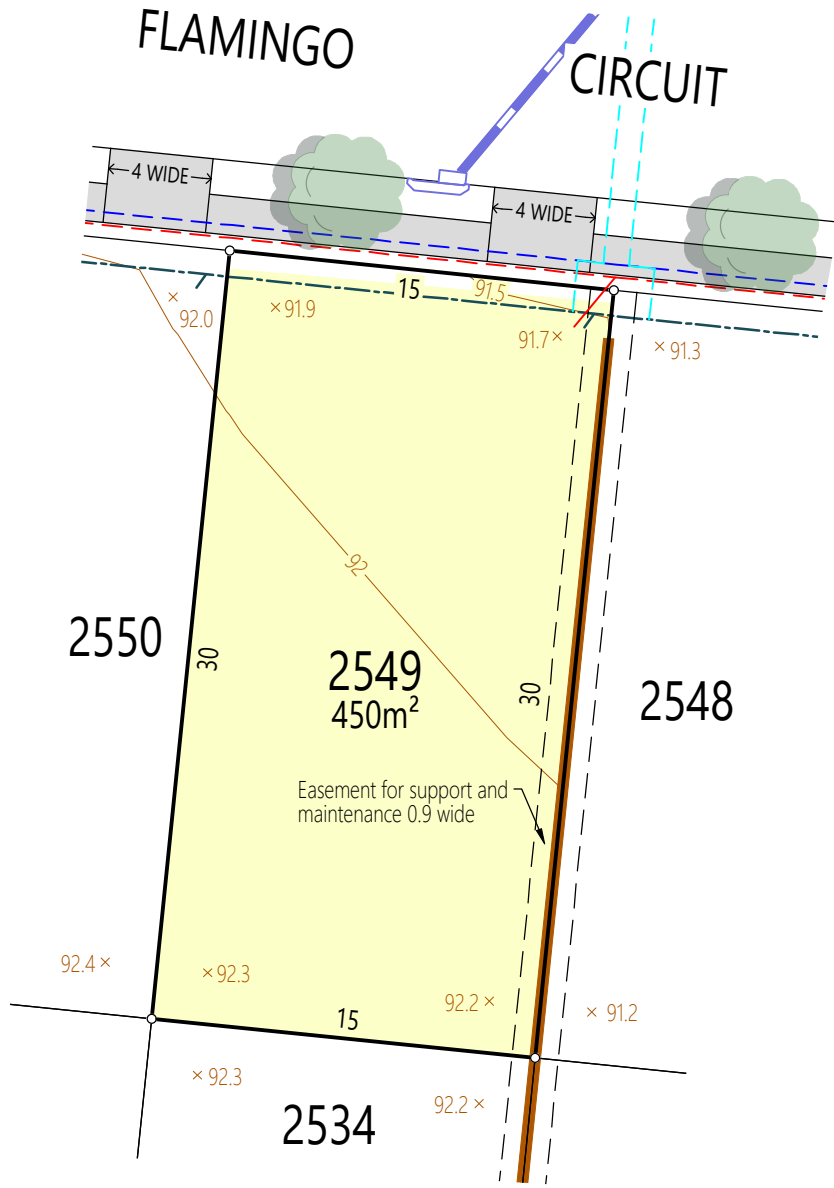 FLAMINGO
CIRCUIT
4 WIDE
4 WIDE
15
91.5
92.0
91.9
91.7
91.3
92
2550
30
2549
450m²
30
2548
Easement for support and
maintenance 0.9 wide
92.4
92.3
92.2
91.2
15
92.3
92.2
2534